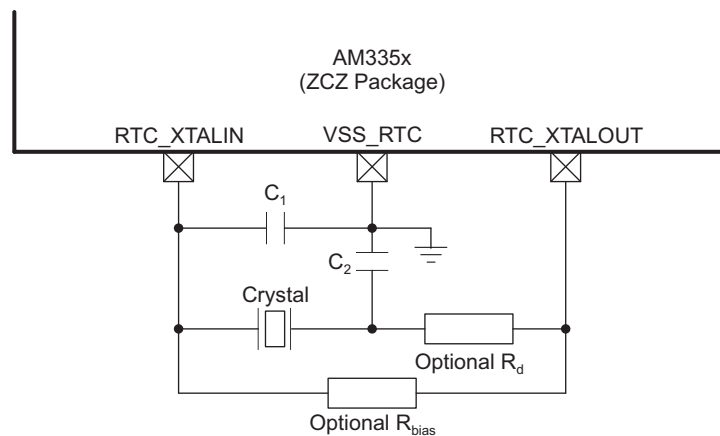 AM335x
(ZCZ Package)
RTC_XTALIN
VSS_RTC
RTC_XTALOUT
C1
C2
Crystal
Optional Rd
Optional Rbias